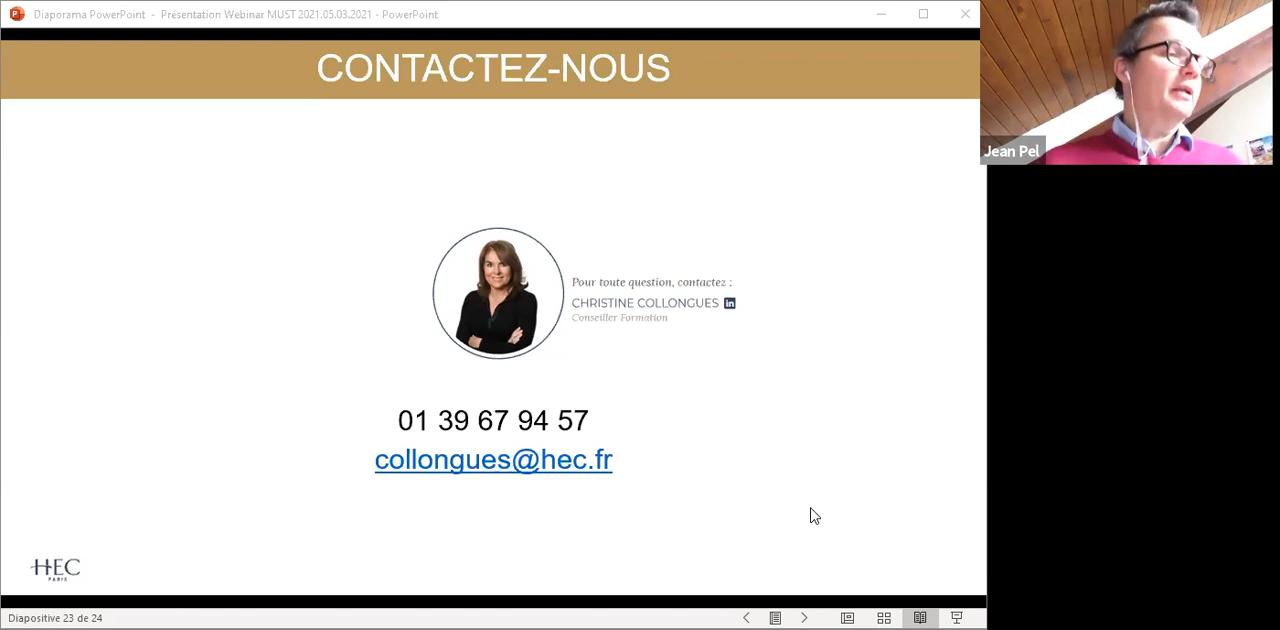 Diaporama PowerPoint - Présentation Webinar MUST 2021.05.03.2021 - PowerPoint
CONTACTEZ-NOUS
Jean Pel
Pour toute question, contactez :
CHRISTINE COLLONGUES in
Conseiller Formation
01 39 67 94 57
collongues@hec.fr
HEC
PARIS
Diapositive 23 de 24